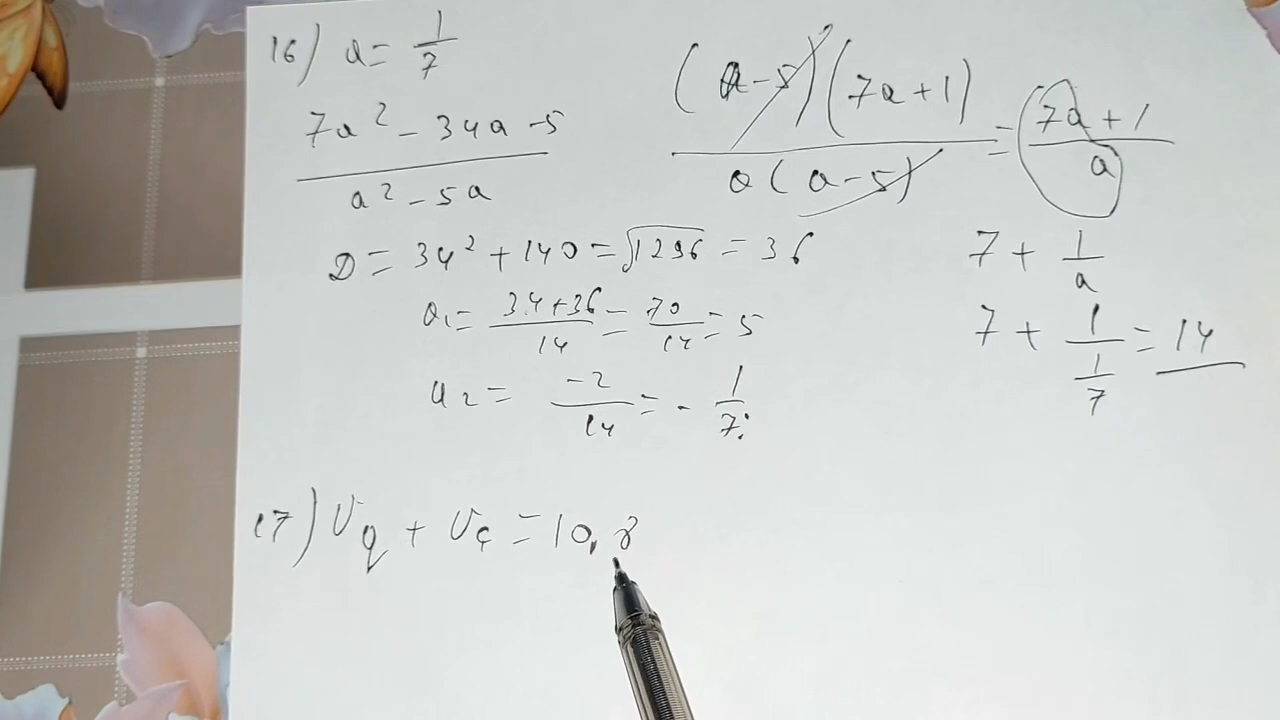 16) a = 1/7
(7a² - 34a - 5)/(a² - 5a)
D = 34² + 140 = √1296 = 36
a₁ = (34+36)/14 = 70/14 = 5
a₂ = -2/14 = - 1/7.
(a-5)(7a+1)/(a(a-5)) = (7a+1)/a
7 + 1/a
7 + 1/(1/7) = 14
17) Vq + Vç = 10,8